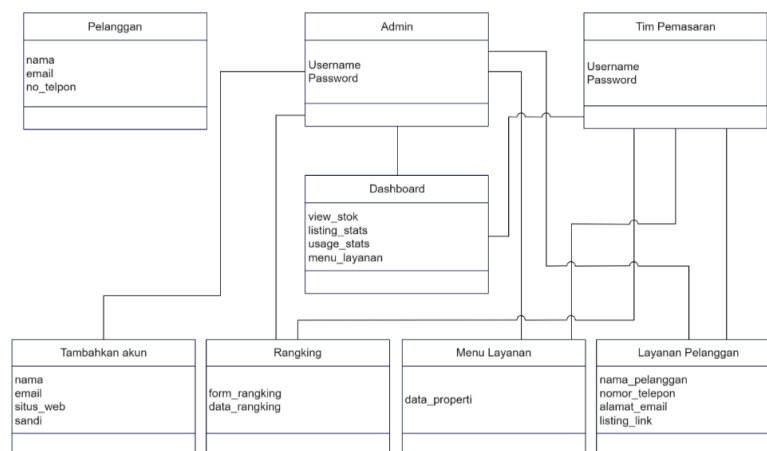 Pelanggan
nama
email
no_telpon
Admin
Username
Password
Tim Pemasaran
Username
Password
Dashboard
view_stok
listing_stats
usage_stats
menu_layanan
Tambahkan akun
nama
email
situs_web
sandi
Rangking
form_rangking
data_rangking
Menu Layanan
data_properti
Layanan Pelanggan
nama_pelanggan
nomor_telepon
alamat_email
listing_link